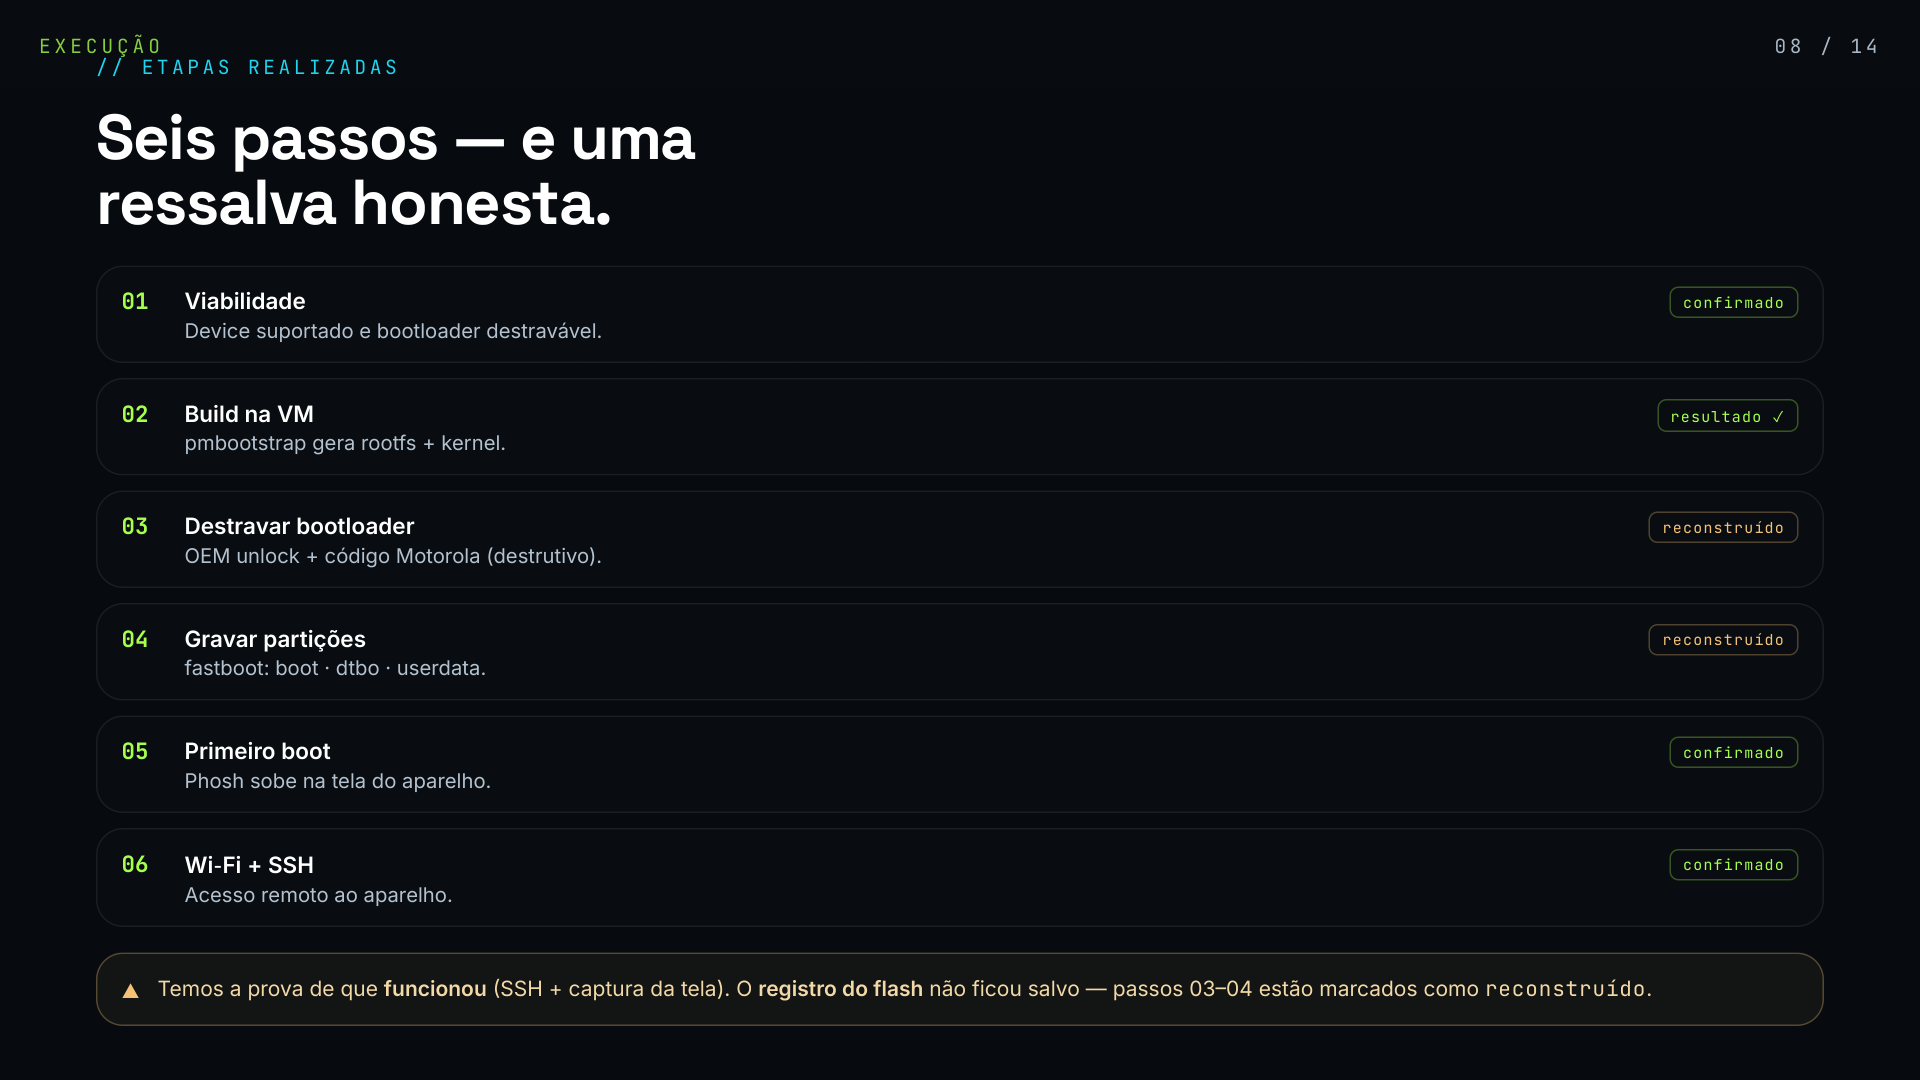 EXECUÇÃO
08 / 14
// ETAPAS REALIZADAS
Seis passos — e uma
ressalva honesta.
01 Viabilidade confirmado
Device suportado e bootloader destravável.
02 Build na VM resultado ✓
pmbootstrap gera rootfs + kernel.
03 Destravar bootloader reconstruído
OEM unlock + código Motorola (destrutivo).
04 Gravar partições reconstruído
fastboot: boot · dtbo · userdata.
05 Primeiro boot confirmado
Phosh sobe na tela do aparelho.
06 Wi-Fi + SSH confirmado
Acesso remoto ao aparelho.
▲ Temos a prova de que funcionou (SSH + captura da tela). O registro do flash não ficou salvo — passos 03–04 estão marcados como reconstruído.